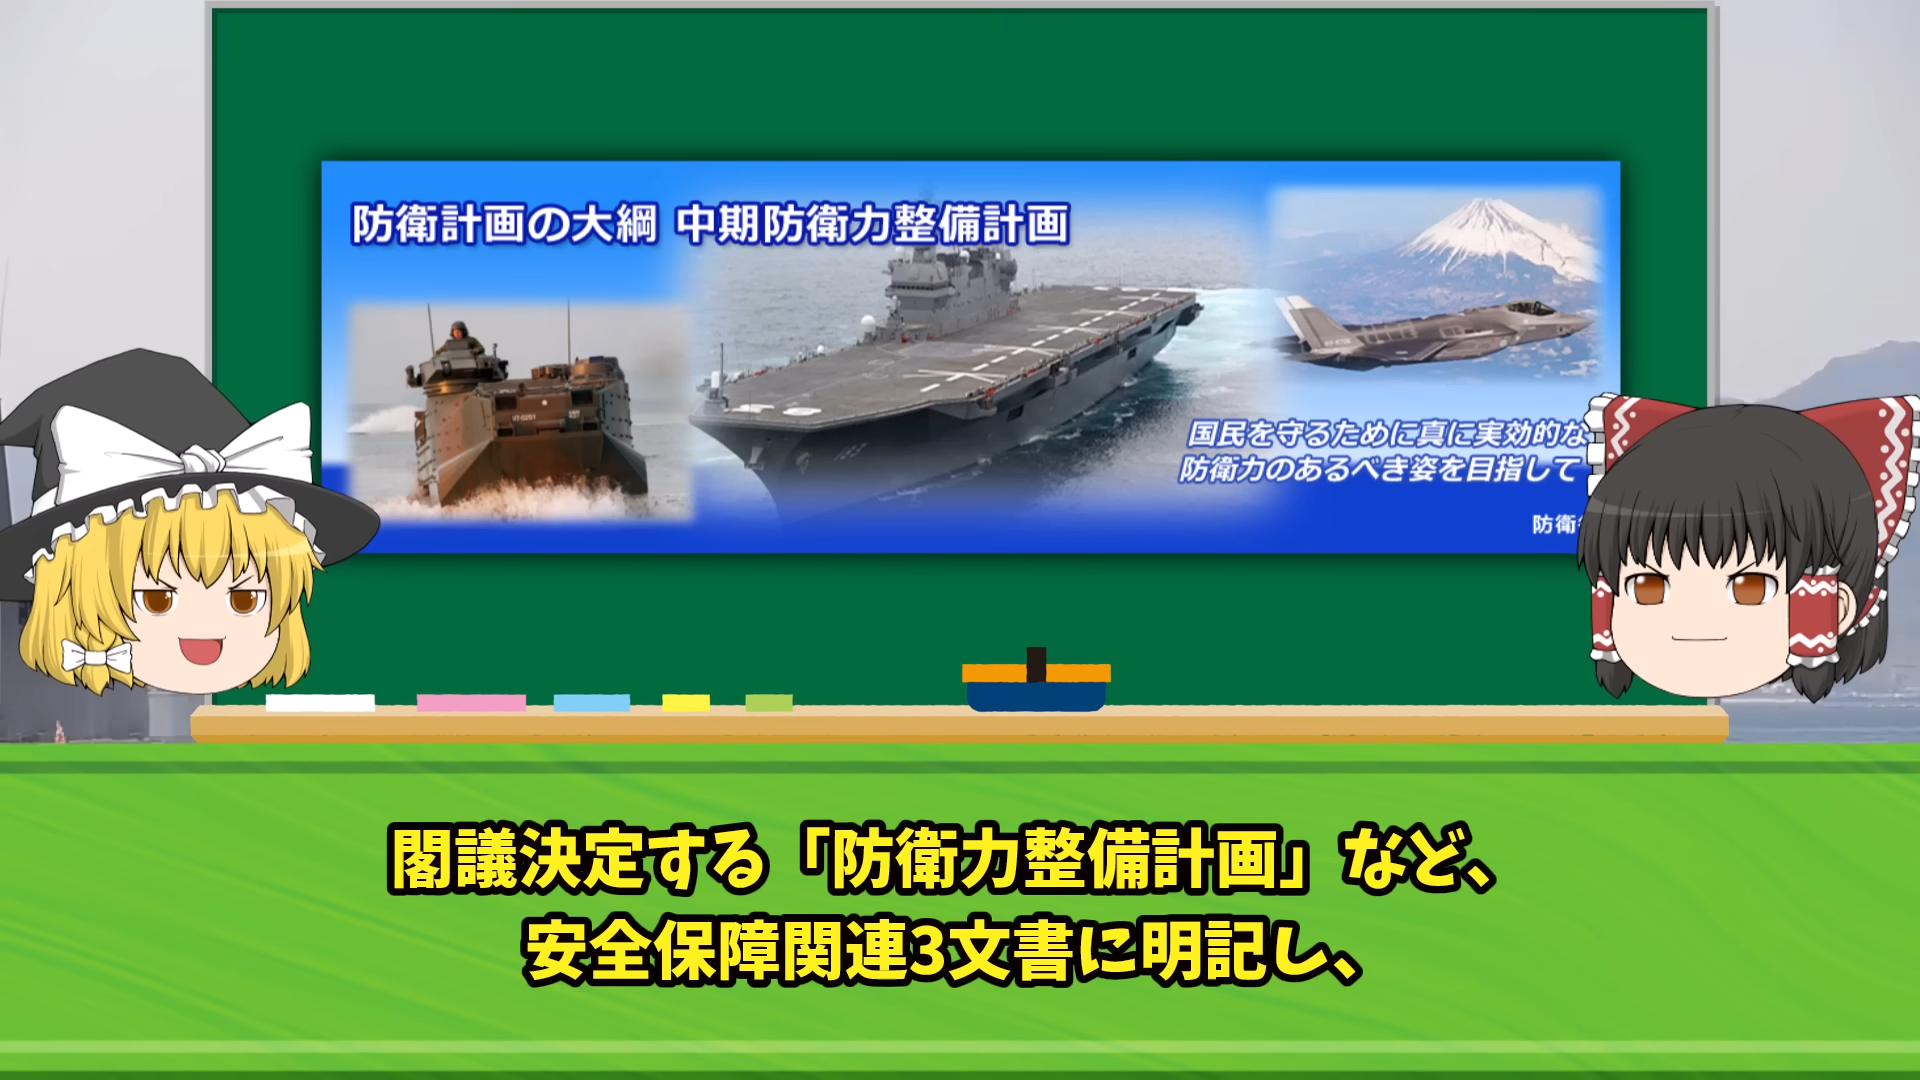 防衛計画の大綱 中期防衛力整備計画
国民を守るために真に実効的な
防衛力のあるべき姿を目指して
防衛
閣議決定する「防衛力整備計画」など、
安全保障関連3文書に明記し、